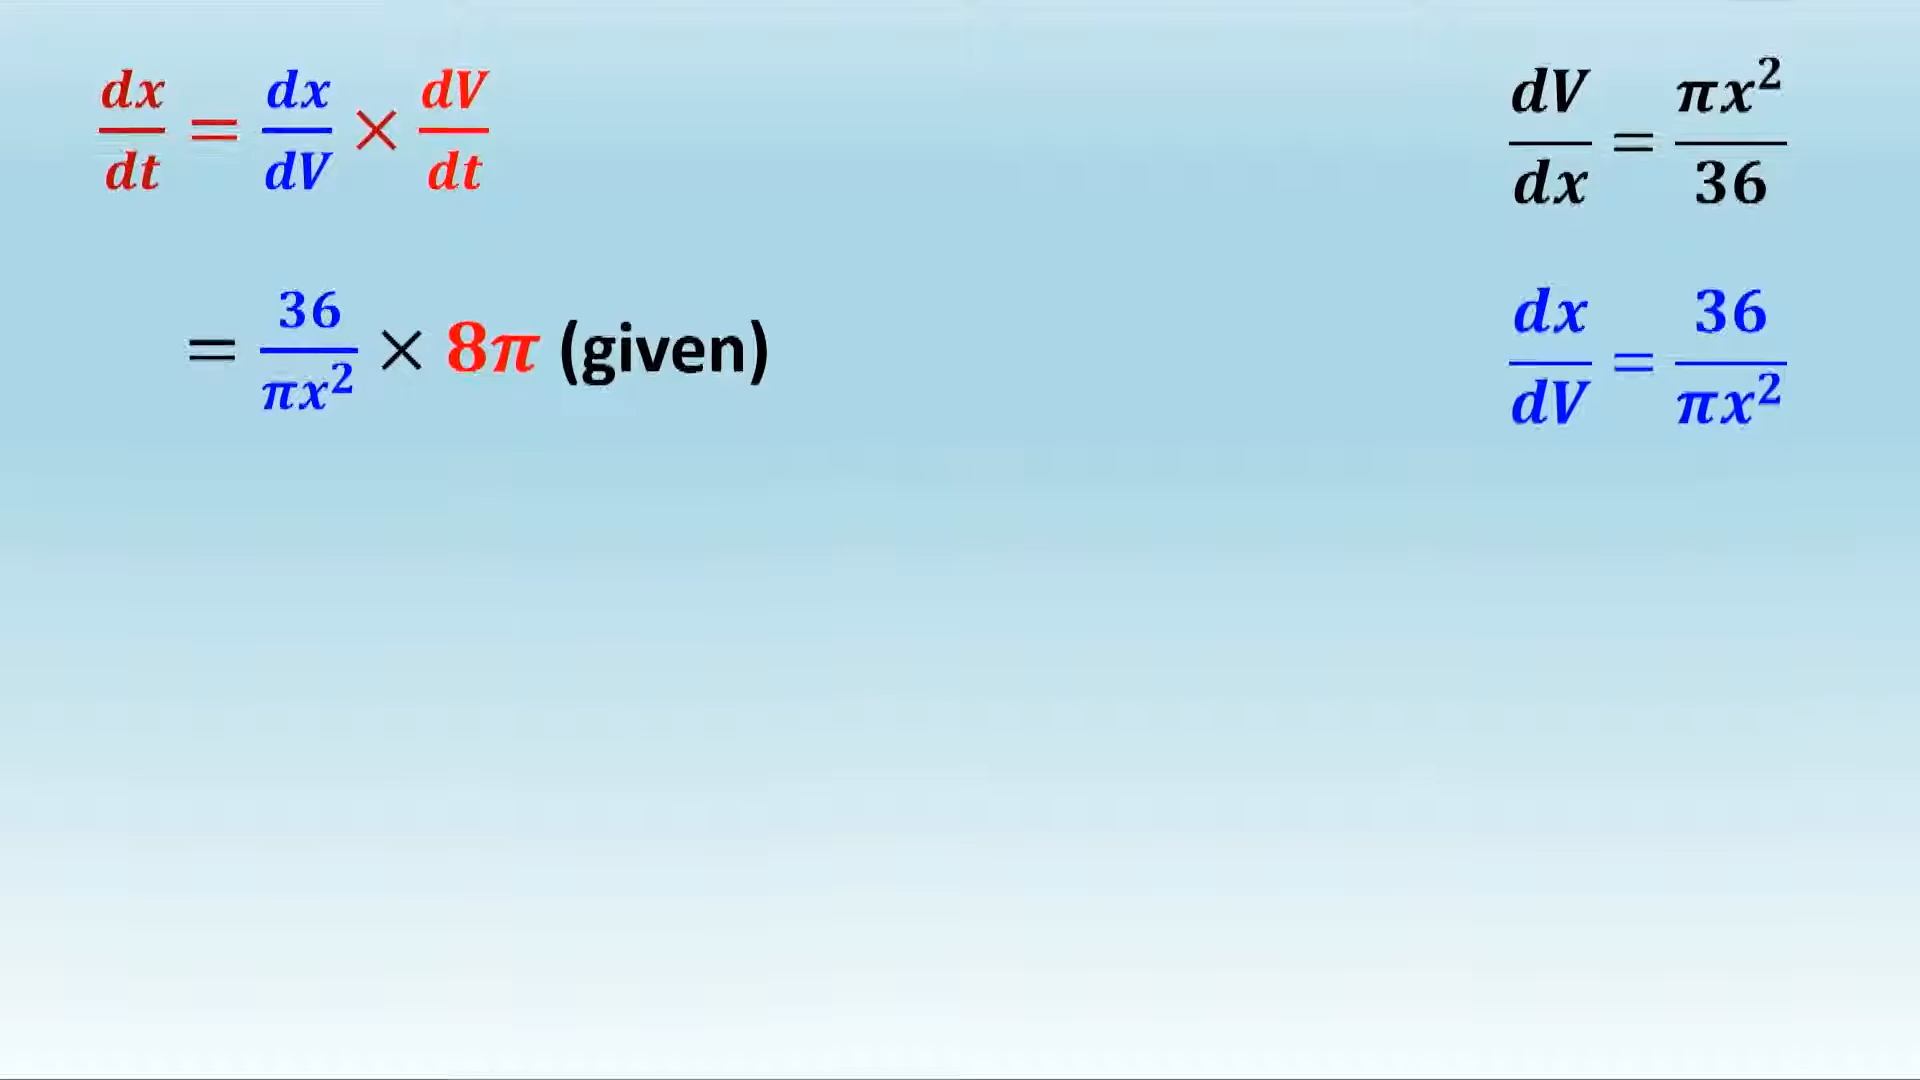 dx/dt = dx/dV × dV/dt
= 36/πx² × 8π (given)
dV/dx = πx²/36
dx/dV = 36/πx²